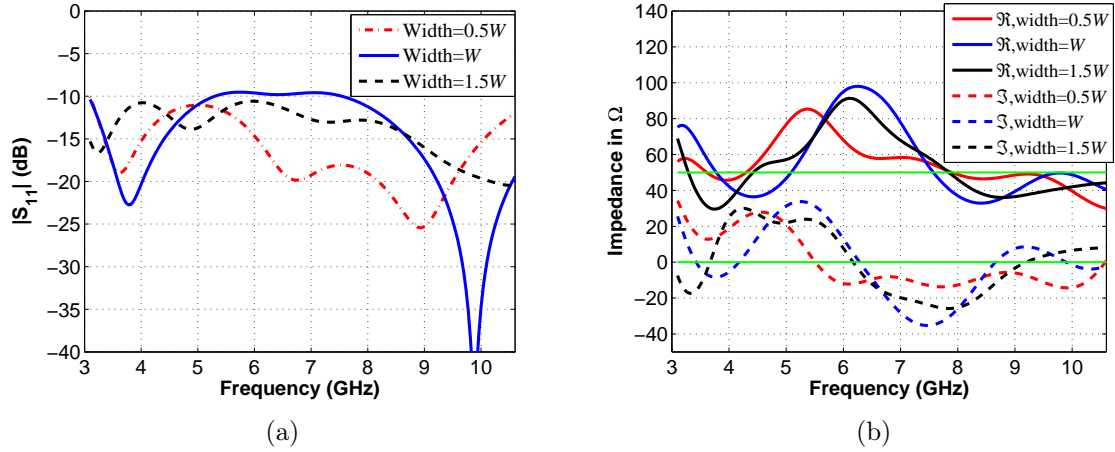 0
−5
−10
−15
−20
−25
−30
−35
−40
|S11| (dB)
3 4 5 6 7 8 9 10
Frequency (GHz)
Width=0.5W
Width=W
Width=1.5W
(a)
140
120
100
80
60
40
20
0
−20
−40
Impedance in Ω
3 4 5 6 7 8 9 10
Frequency (GHz)
ℜ,width=0.5W
ℜ,width=W
ℜ,width=1.5W
ℑ,width=0.5W
ℑ,width=W
ℑ,width=1.5W
(b)